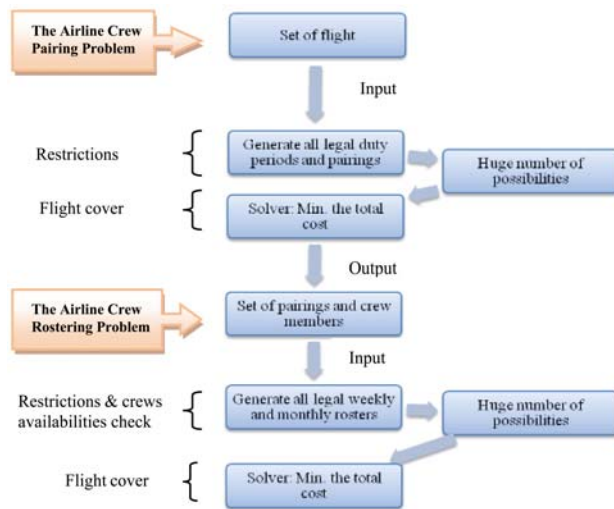 The Airline Crew
Pairing Problem
Set of flight
Input
Restrictions
Generate all legal duty
periods and pairings
Huge number of
possibilities
Flight cover
Solver: Min. the total
cost
Output
The Airline Crew
Rostering Problem
Set of pairings and crew
members
Input
Restrictions & crews
availabilities check
Generate all legal weekly
and monthly rosters
Huge number of
possibilities
Flight cover
Solver: Min. the total
cost